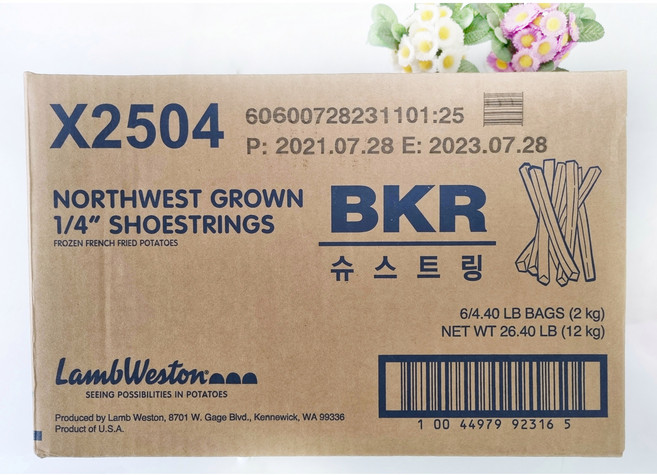 X2504
60600728231101:25
P: 2021.07.28 E: 2023.07.28
NORTHWEST GROWN
1/4" SHOESTRINGS
FROZEN FRENCH FRIED POTATOES
BKR
슈스트링
6/4.40 LB BAGS (2 kg)
NET WT 26.40 LB (12 kg)
LambWeston
SEEING POSSIBILITIES IN POTATOES
Produced by Lamb Weston, 8701 W. Gage Blvd., Kennewick, WA 99336
Product of U.S.A.
1 00 44979 92316 5